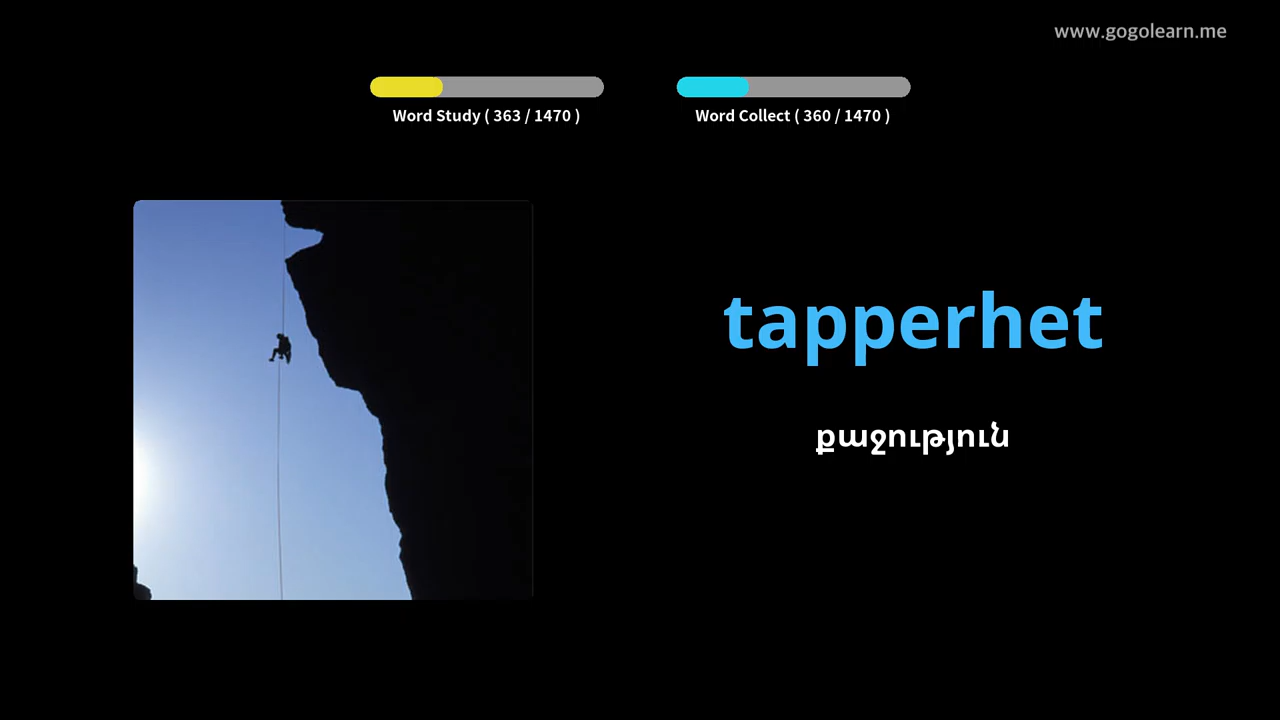 www.gogolearn.me
Word Study ( 363 / 1470 )
Word Collect ( 360 / 1470 )
tapperhet
քաջություն